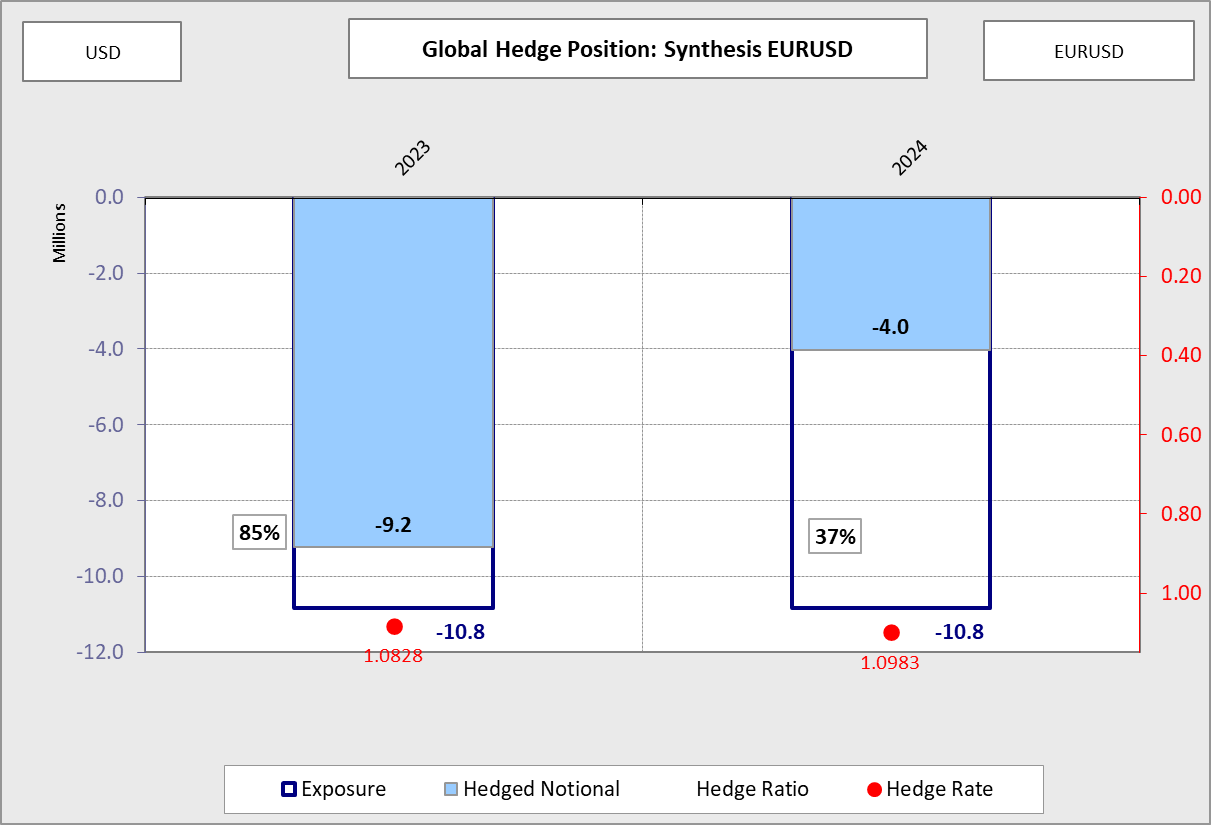 USD
Global Hedge Position: Synthesis EURUSD
EURUSD
2023
2024
Millions
0.0
-2.0
-4.0
-6.0
-8.0
-10.0
-12.0
0.00
0.20
0.40
0.60
0.80
1.00
-4.0
-9.2
85%
37%
-10.8
-10.8
1.0828
1.0983
Exposure
Hedged Notional
Hedge Ratio
Hedge Rate